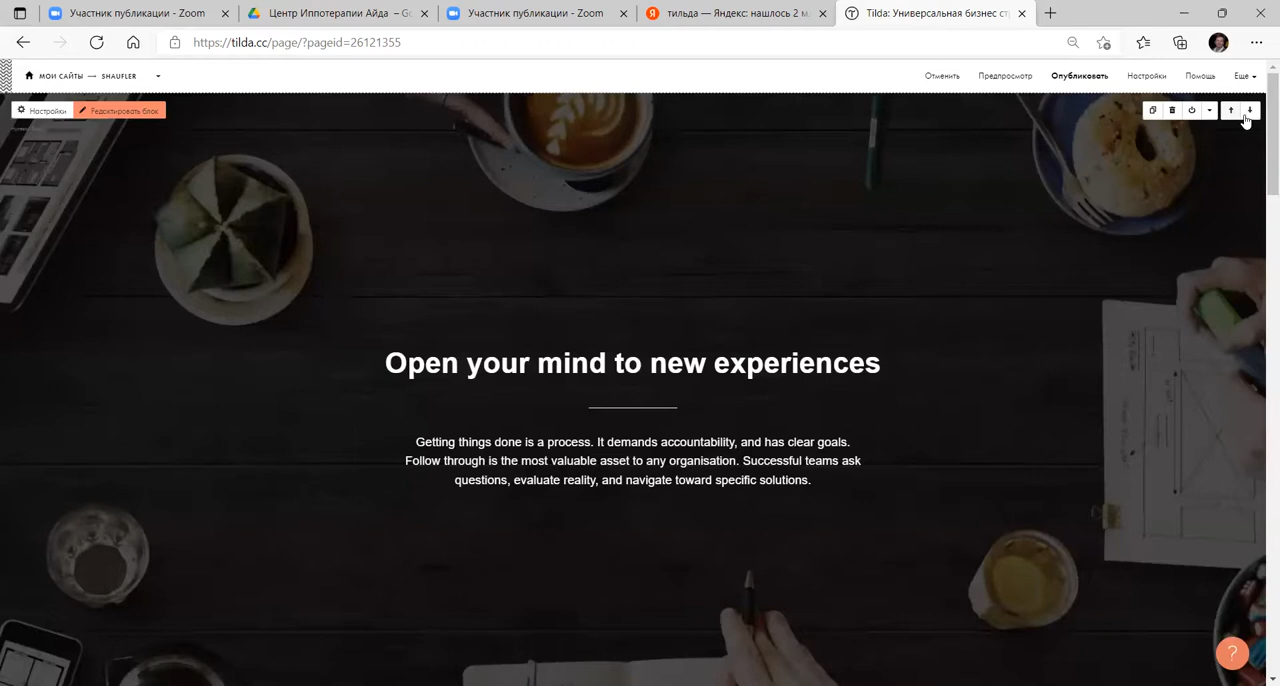 Участник публикации - Zoom
Центр Иппотерапии Айда – Go
Участник публикации - Zoom
тильда — Яндекс: нашлось 2 м
Tilda: Универсальная бизнес ст
https://tilda.cc/page/?pageid=26121355
МОИ САЙТЫ — SHAUFLER
Отменить
Предпросмотр
Опубликовать
Настройки
Помощь
Еще
Настройки
Редактировать блок
Open your mind to new experiences
Getting things done is a process. It demands accountability, and has clear goals.
Follow through is the most valuable asset to any organisation. Successful teams ask
questions, evaluate reality, and navigate toward specific solutions.
?